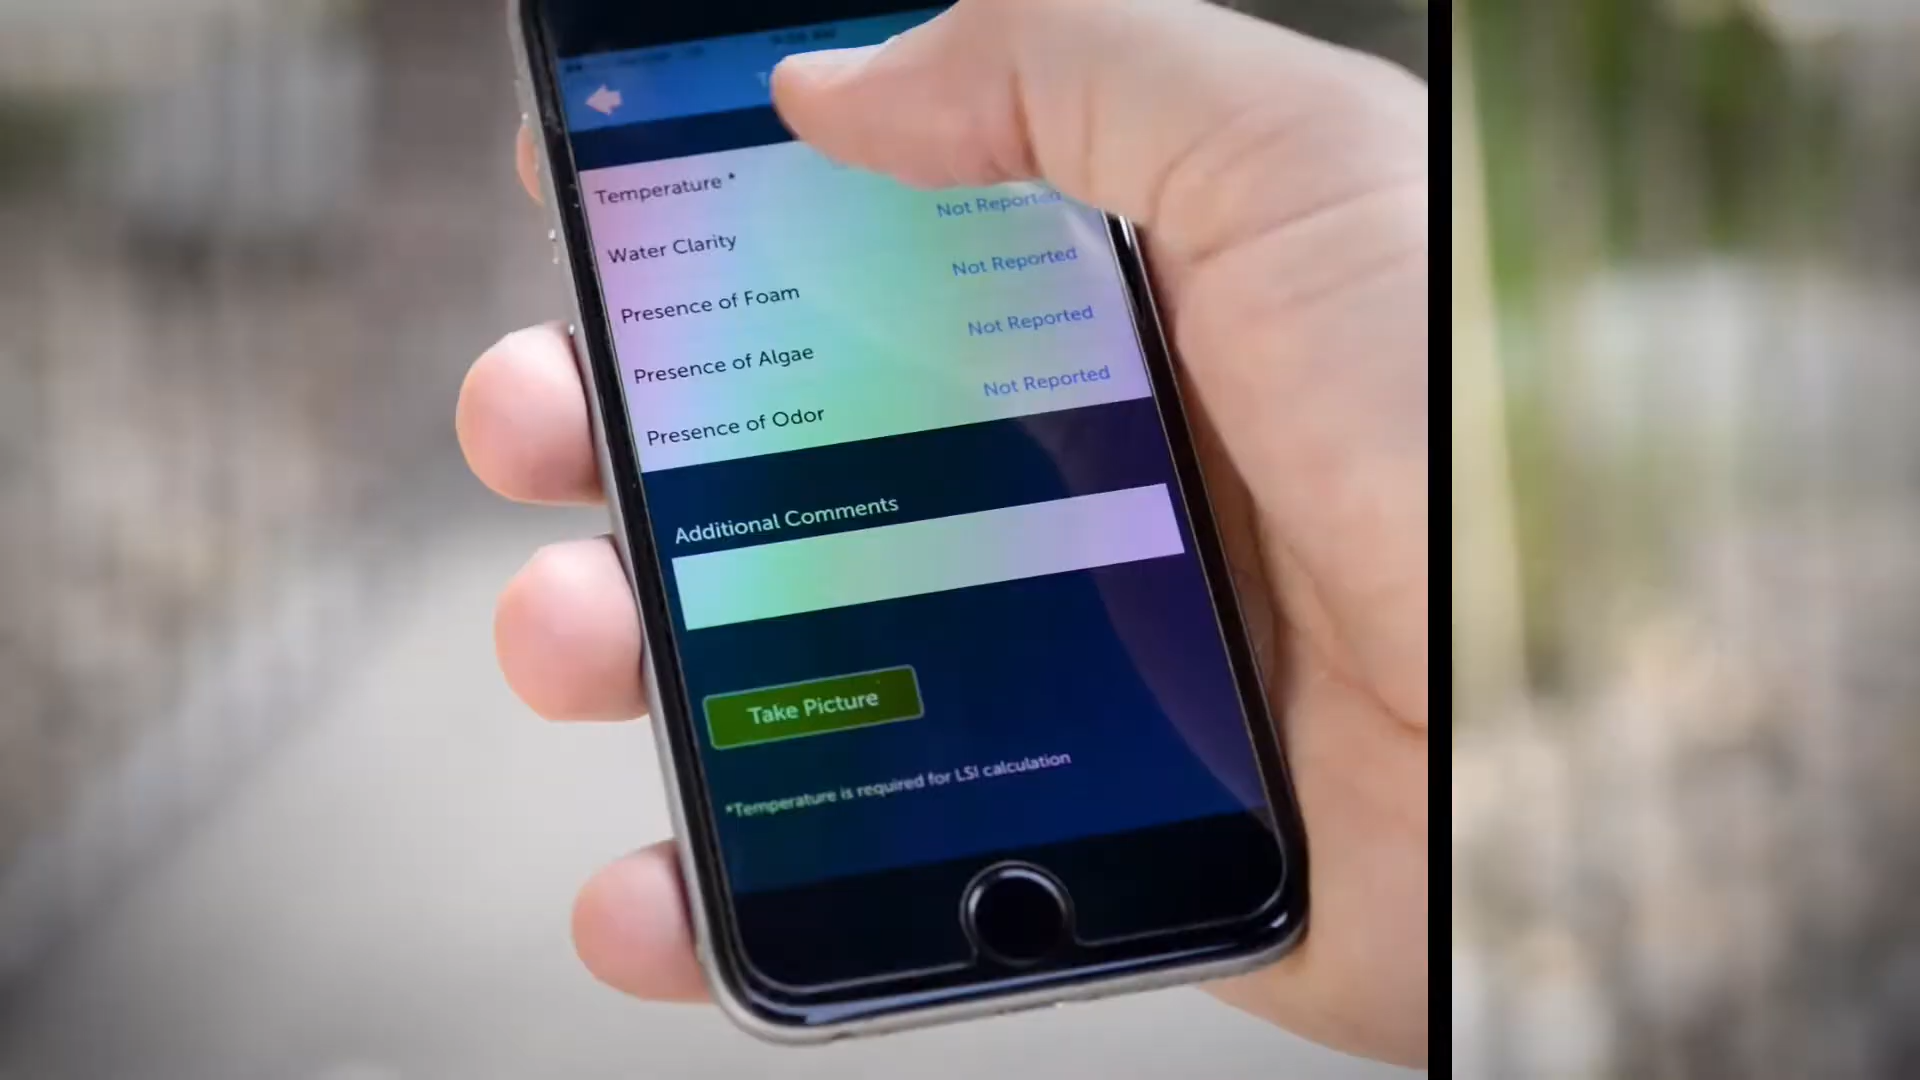 Temperature *
Water Clarity Not Reported
Presence of Foam Not Reported
Presence of Algae Not Reported
Presence of Odor Not Reported
Additional Comments
Take Picture
*Temperature is required for LSI calculation